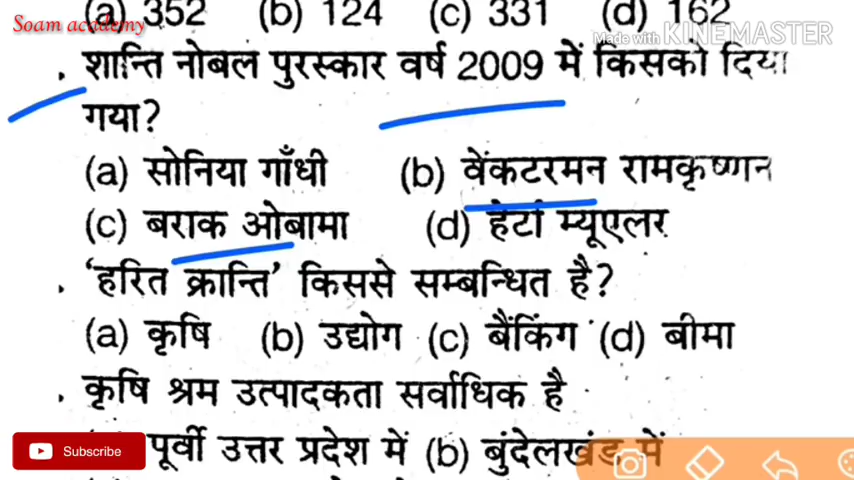 (a) 352 (b) 124 (c) 331 (d) 162
Soam academy
Made with KINEMASTER
. शान्ति नोबल पुरस्कार वर्ष 2009 में किसको दिया
गया?
(a) सोनिया गाँधी (b) वेंकटरमन रामकृष्णन
(c) बराक ओबामा (d) हेर्टा म्यूएलर
. ‘हरित क्रान्ति’ किससे सम्बन्धित है?
(a) कृषि (b) उद्योग (c) बैंकिंग (d) बीमा
. कृषि श्रम उत्पादकता सर्वाधिक है
पूर्वी उत्तर प्रदेश में (b) बुंदेलखंड में
Subscribe